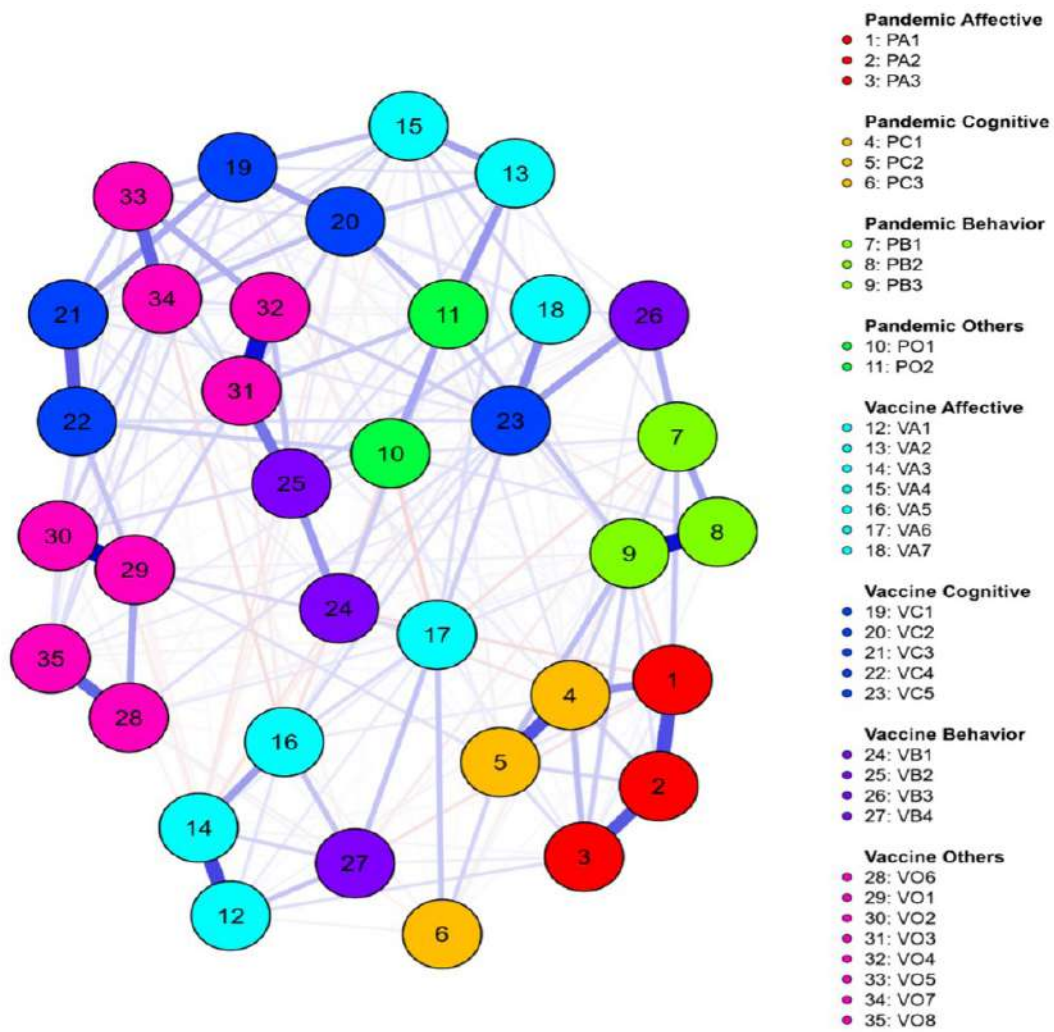 Pandemic Affective
1: PA1
2: PA2
3: PA3
Pandemic Cognitive
4: PC1
5: PC2
6: PC3
Pandemic Behavior
7: PB1
8: PB2
9: PB3
Pandemic Others
10: PO1
11: PO2
Vaccine Affective
12: VA1
13: VA2
14: VA3
15: VA4
16: VA5
17: VA6
18: VA7
Vaccine Cognitive
19: VC1
20: VC2
21: VC3
22: VC4
23: VC5
Vaccine Behavior
24: VB1
25: VB2
26: VB3
27: VB4
Vaccine Others
28: VO6
29: VO1
30: VO2
31: VO3
32: VO4
33: VO5
34: VO7
35: VO8
15
19
13
33
20
34
32
18
21
11
26
31
22
23
7
10
25
30
8
9
29
24
17
35
1
4
28
16
5
2
14
3
27
12
6